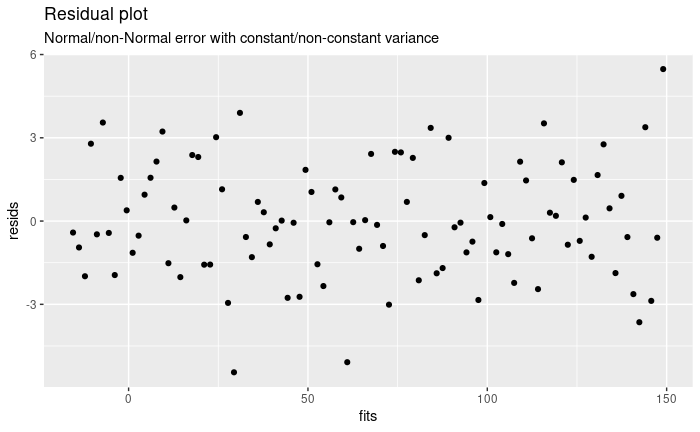 Residual plot
Normal/non-Normal error with constant/non-constant variance
6
3
0
-3
resids
0 50 100 150
fits